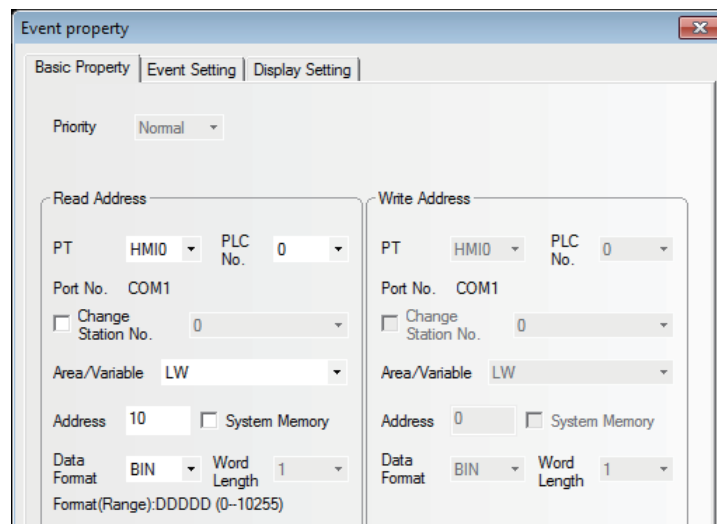 Event property
Basic Property Event Setting Display Setting
Priority Normal
Read Address
PT HMI0 PLC No. 0
Port No. COM1
Change Station No. 0
Area/Variable LW
Address 10 System Memory
Data Format BIN Word Length 1
Format(Range):DDDDD (0--10255)
Write Address
PT HMI0 PLC No. 0
Port No. COM1
Change Station No. 0
Area/Variable LW
Address 0 System Memory
Data Format BIN Word Length 1